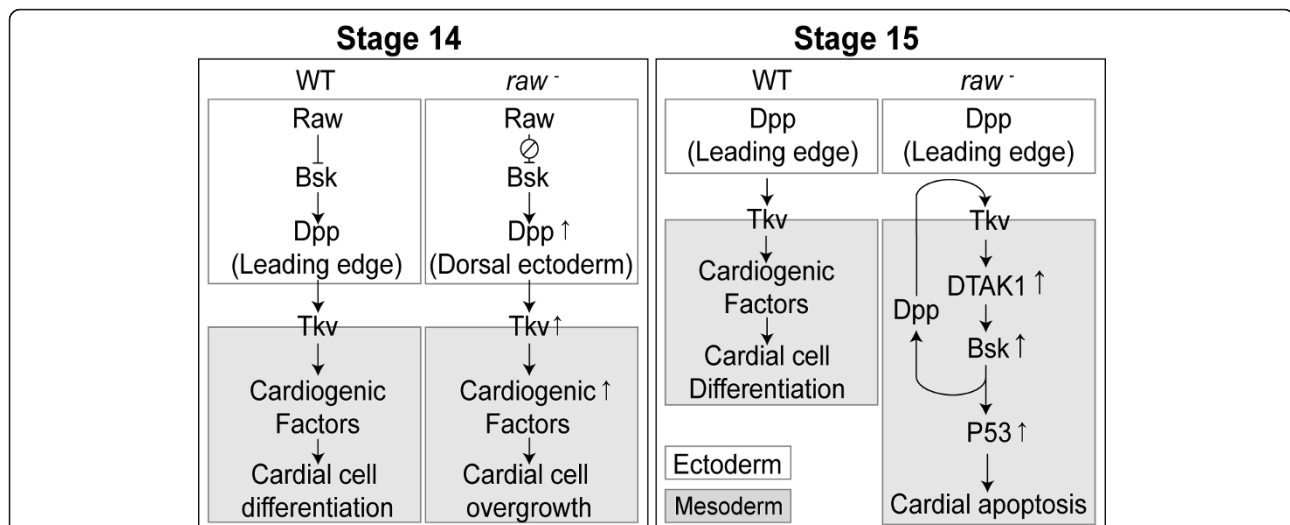 Stage 14
WT
raw -
Raw
Bsk
Dpp
(Leading edge)
Tkv
Cardiogenic
Factors
Cardial cell
differentiation
Raw
Bsk
Dpp ↑
(Dorsal ectoderm)
Tkv ↑
Cardiogenic ↑
Factors
Cardial cell
overgrowth
Stage 15
WT
raw -
Dpp
(Leading edge)
Tkv
Cardiogenic
Factors
Cardial cell
Differentiation
Dpp
(Leading edge)
Tkv
DTAK1 ↑
Dpp
Bsk ↑
P53 ↑
Cardial apoptosis
Ectoderm
Mesoderm